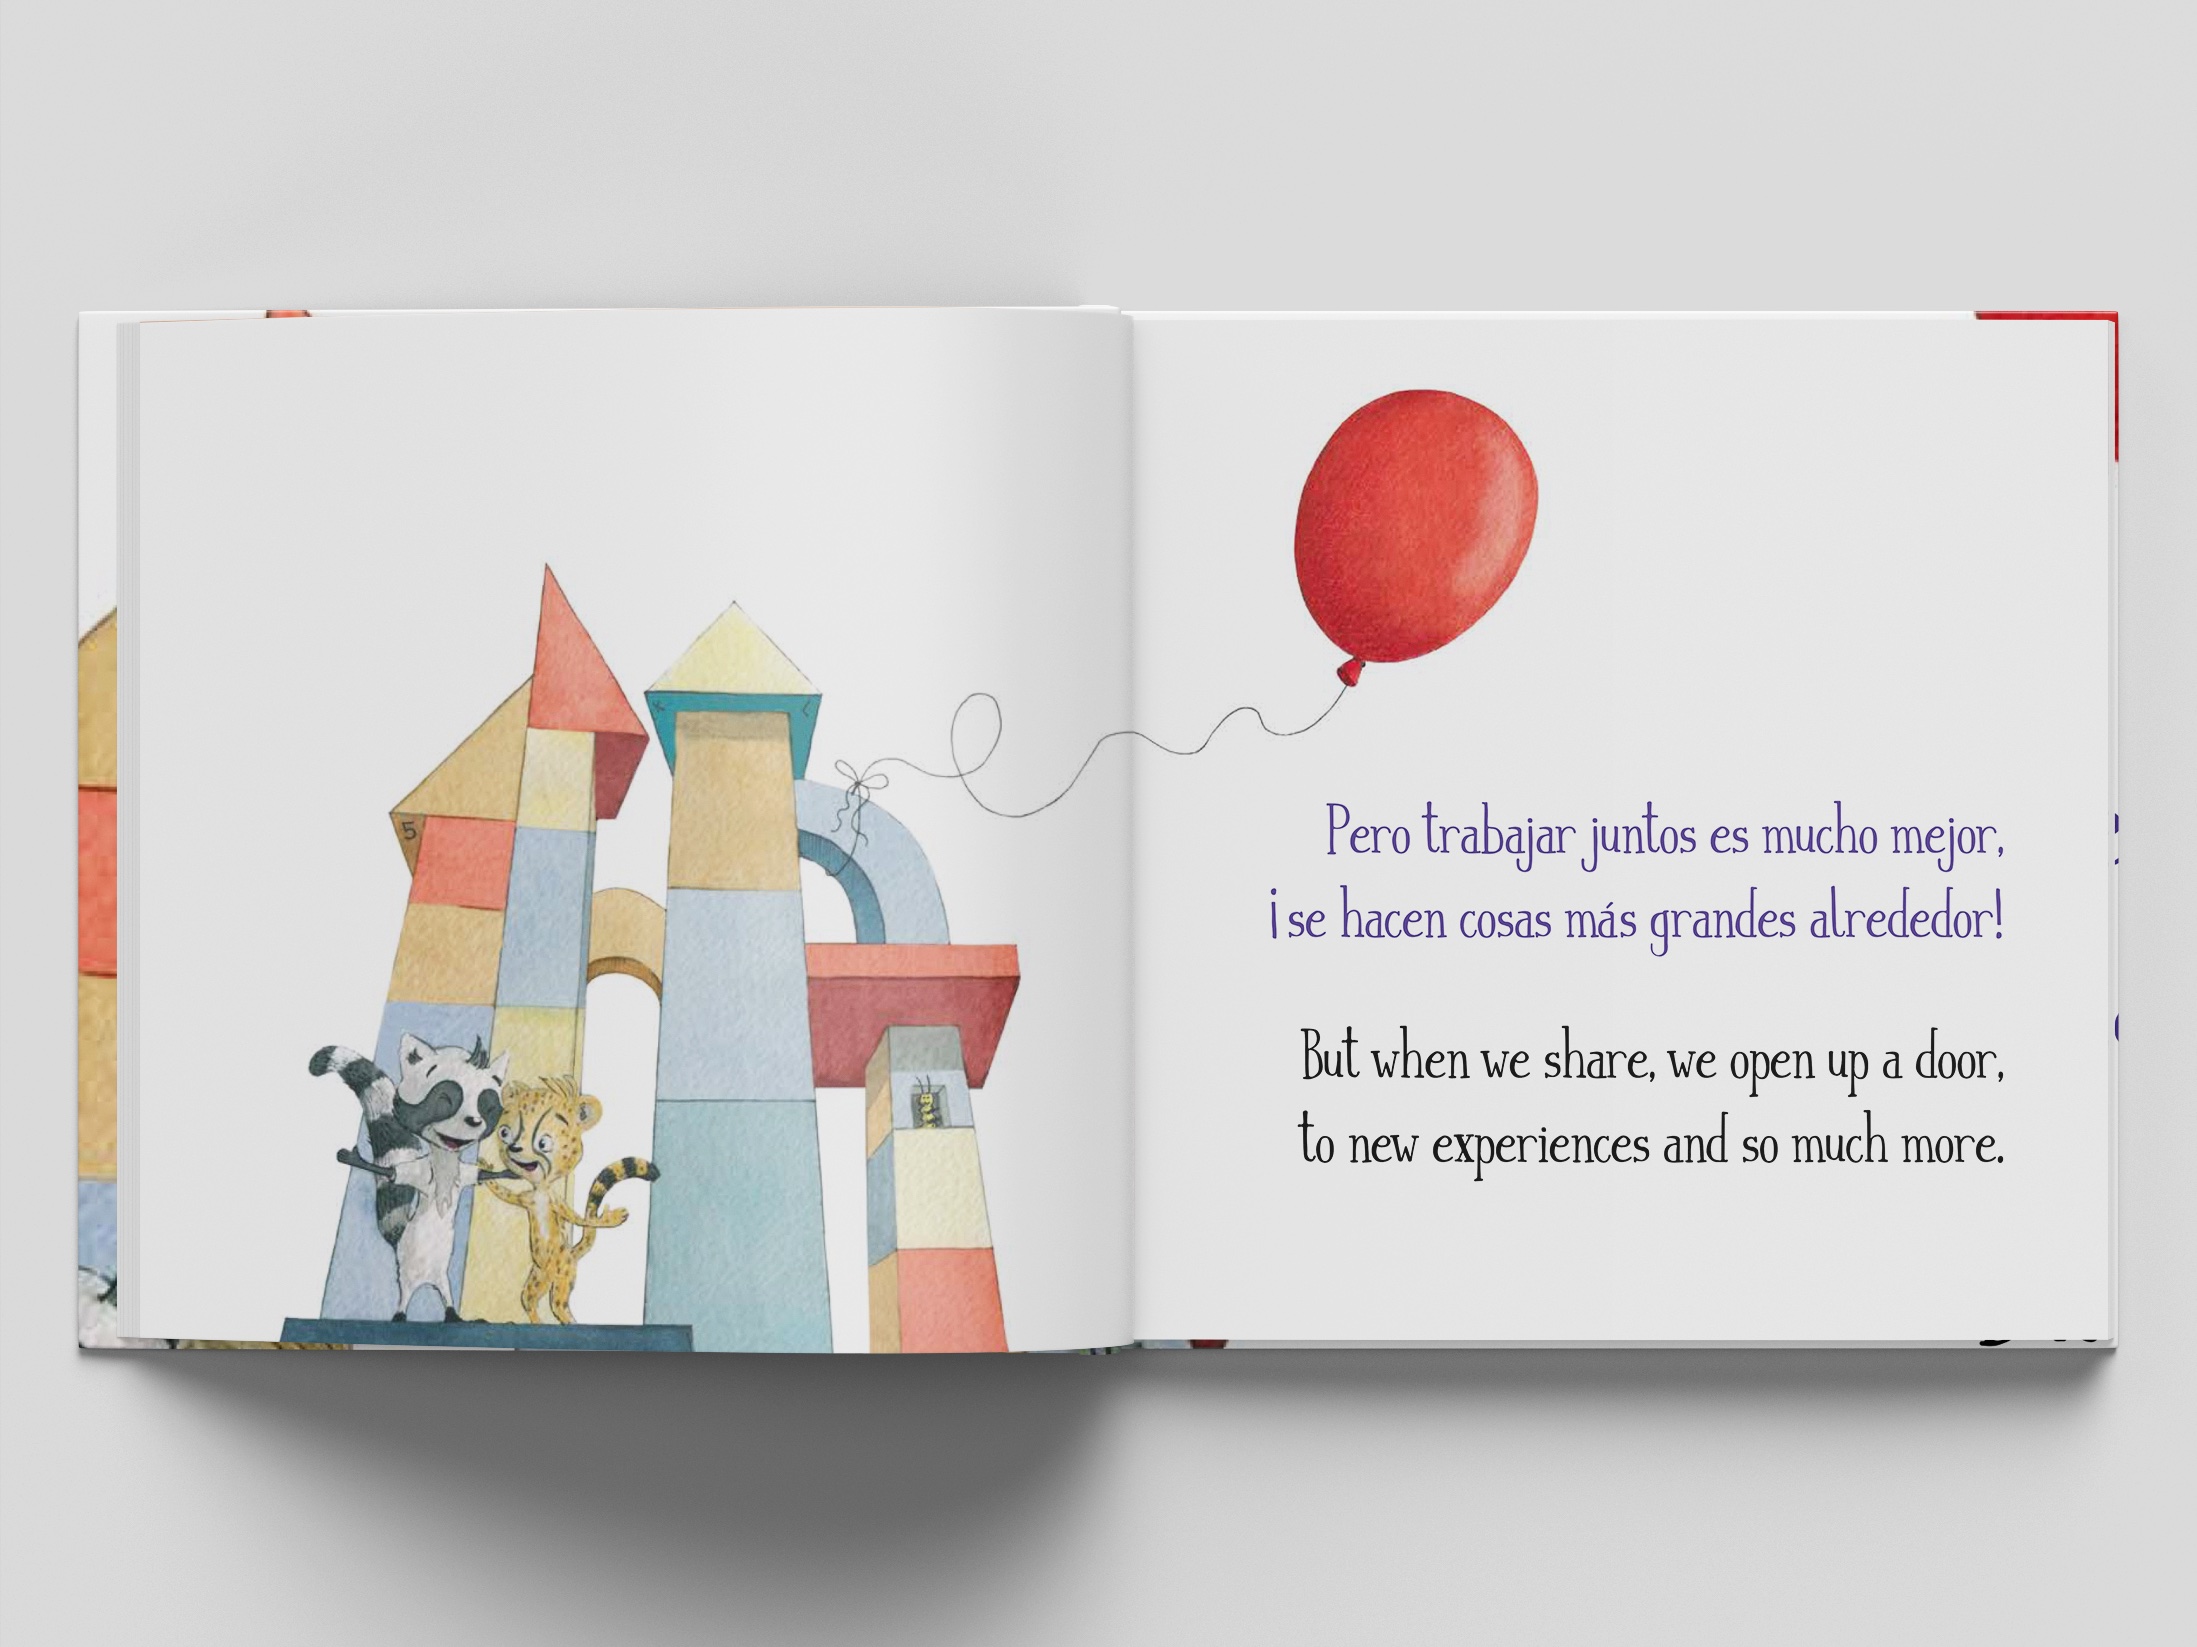 5
Pero trabajar juntos es mucho mejor,
¡se hacen cosas más grandes alrededor!
But when we share, we open up a door,
to new experiences and so much more.